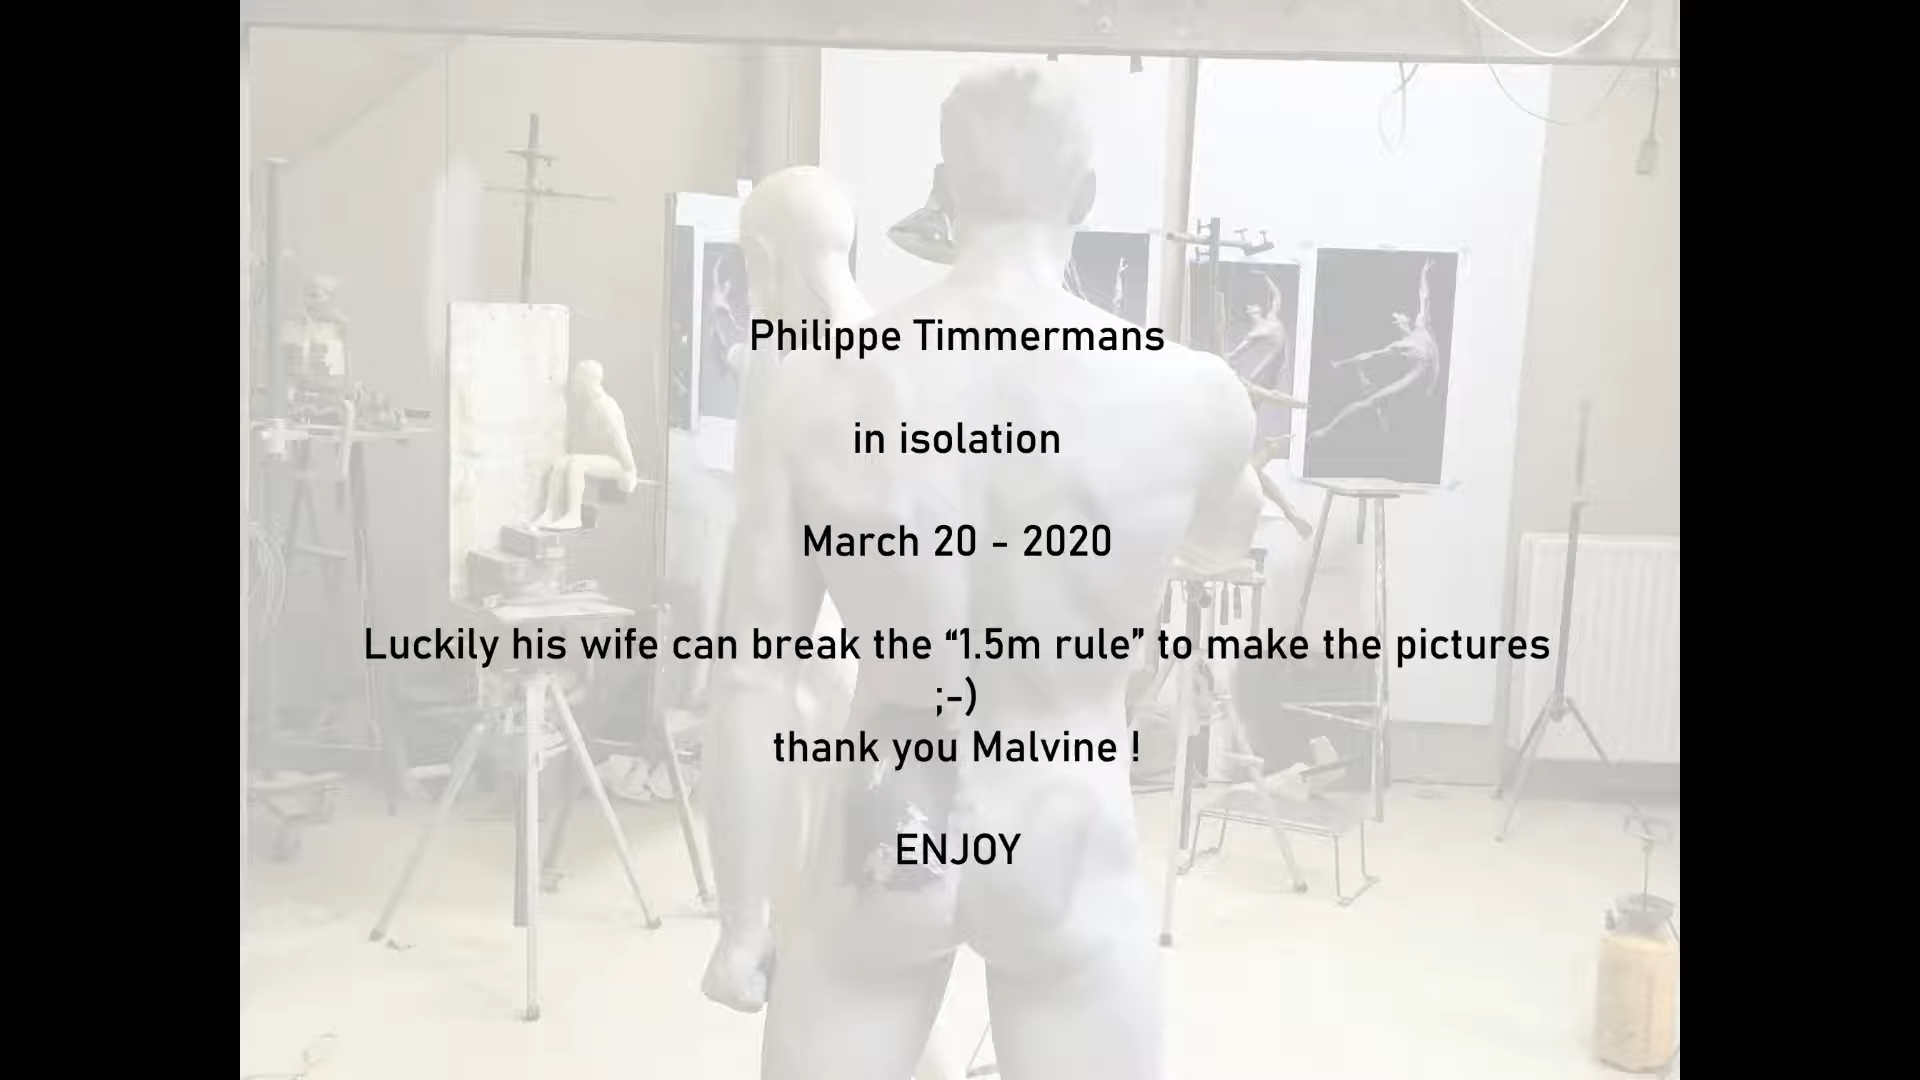 Philippe Timmermans
in isolation
March 20 - 2020
Luckily his wife can break the “1.5m rule” to make the pictures
;-)
thank you Malvine !
ENJOY